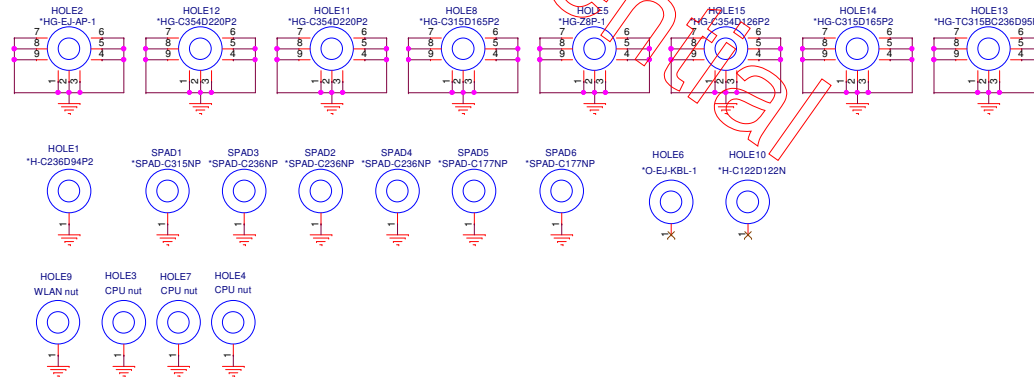 HOLE2 HOLE12 HOLE11 HOLE8 HOLE5 HOLE15 HOLE14 HOLE13
*HG-EJ-AP-1 *HG-C354D220P2 *HG-C354D220P2 *HG-C315D165P2 *HG-Z8P-1 *HG-C354D126P2 *HG-C315D165P2 *HG-TC315BC236D95
7 6 7 6 7 6 7 6 7 6 7 6 7 6 7 6
8 5 8 5 8 5 8 5 8 5 8 5 8 5 8 5
9 4 9 4 9 4 9 4 9 4 9 4 9 4 9 4
1 2 3 1 2 3 1 2 3 1 2 3 1 2 3 1 2 3 1 2 3 1 2 3
HOLE1 SPAD1 SPAD3 SPAD2 SPAD4 SPAD5 SPAD6 HOLE6 HOLE10
*H-C236D94P2 *SPAD-C315NP *SPAD-C236NP *SPAD-C236NP *SPAD-C236NP *SPAD-C177NP *SPAD-C177NP *O-EJ-KBL-1 *H-C122D122N
1 1 1 1 1 1 1 1 1
HOLE9 HOLE3 HOLE7 HOLE4
WLAN nut CPU nut CPU nut CPU nut
1 1 1 1